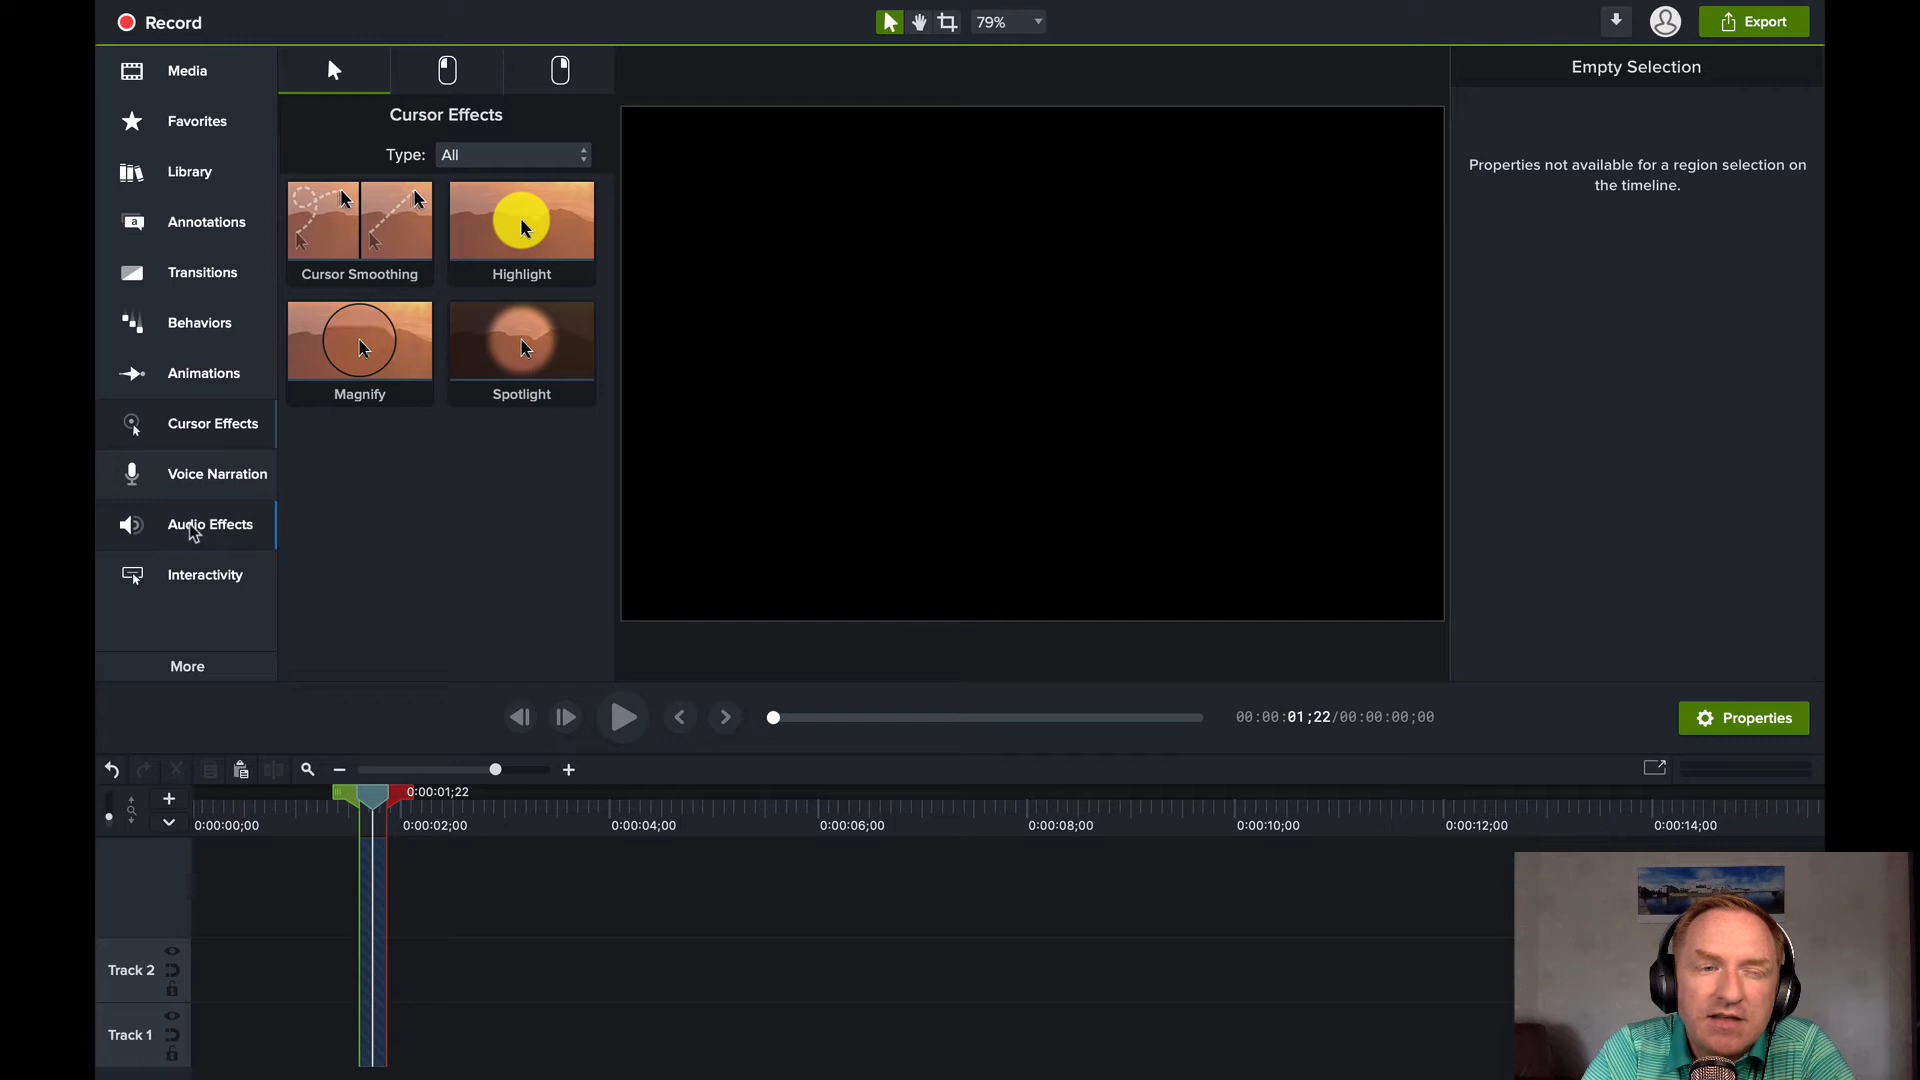 Record
79%
Export
Media
Favorites
Library
Annotations
Transitions
Behaviors
Animations
Cursor Effects
Voice Narration
Audio Effects
Interactivity
More
Cursor Effects
Type: All
Cursor Smoothing
Highlight
Magnify
Spotlight
Empty Selection
Properties not available for a region selection on
the timeline.
00:00:01;22/00:00:00;00
Properties
0:00:01;22
0:00:00;00
0:00:02;00
0:00:04;00
0:00:06;00
0:00:08;00
0:00:10;00
0:00:12;00
0:00:14;00
Track 2
Track 1